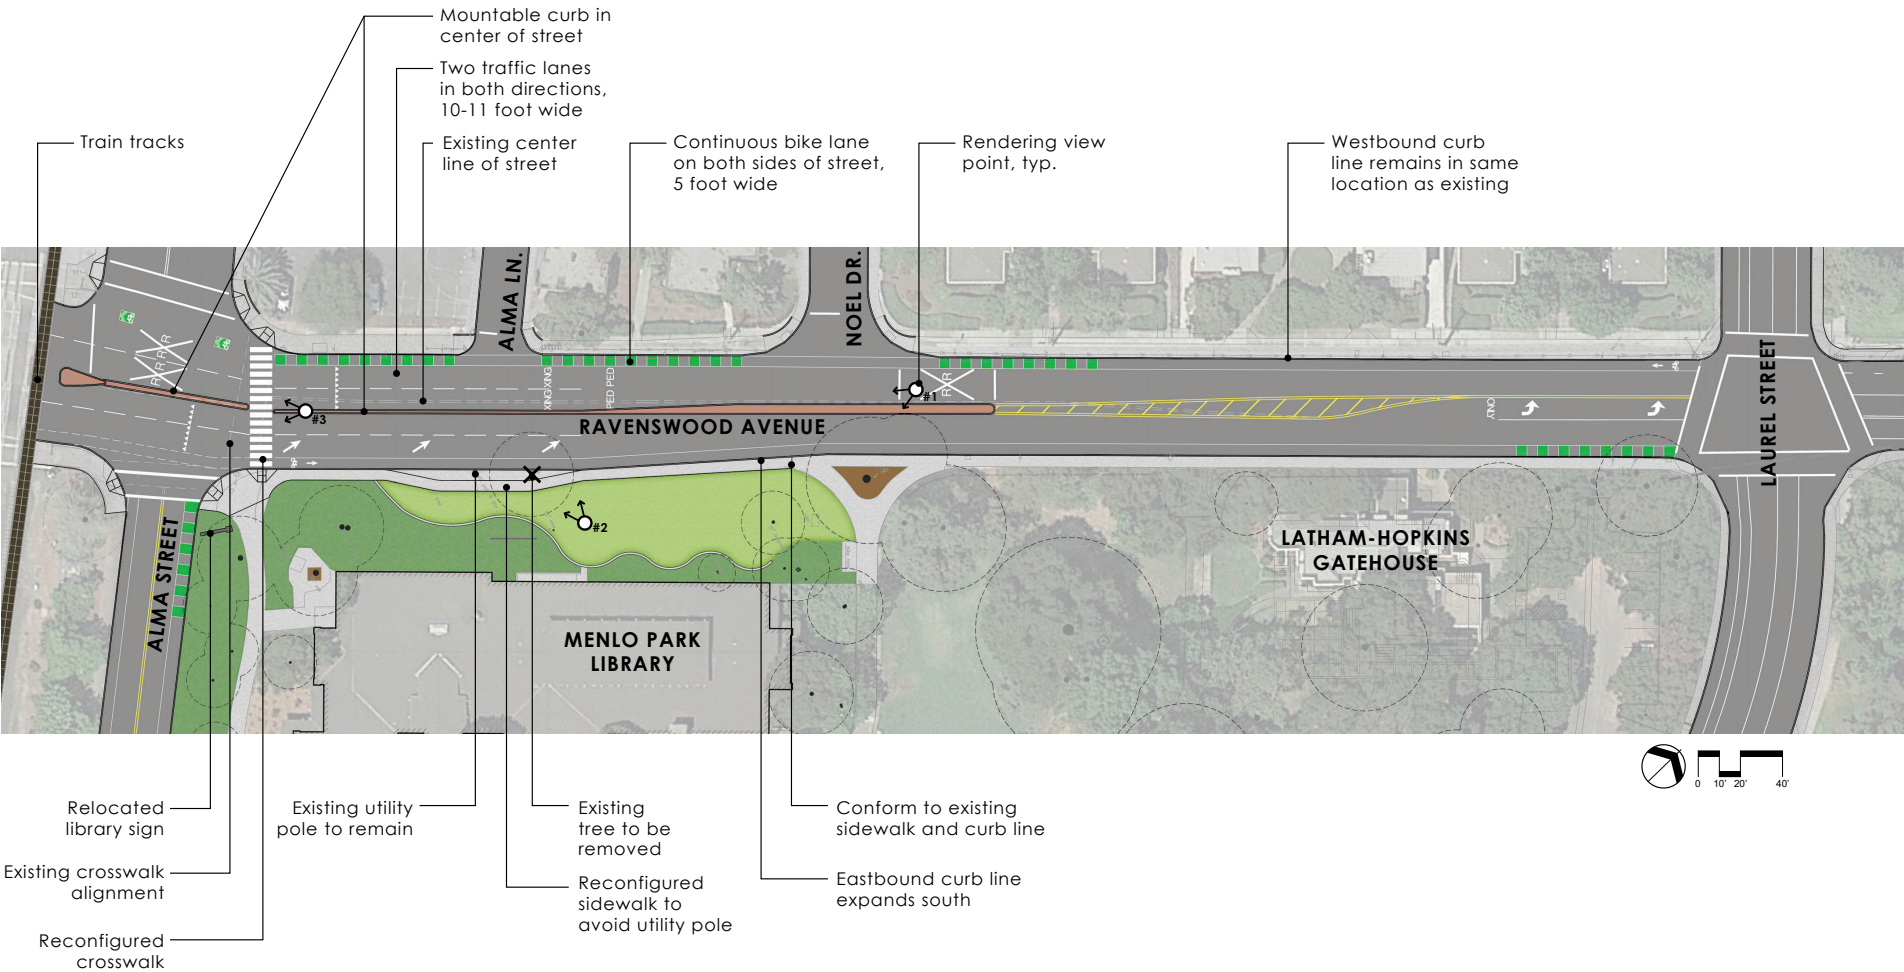 Mountable curb in
center of street
Two traffic lanes
in both directions,
10-11 foot wide
Train tracks
Existing center
line of street
Continuous bike lane
on both sides of street,
5 foot wide
Rendering view
point, typ.
Westbound curb
line remains in same
location as existing
ALMA LN.
NOEL DR.
LAUREL STREET
RAVENSWOOD AVENUE
R R
R R
XING XING
PED PED
R R
ONLY
#1
#3
#2
ALMA STREET
MENLO PARK
LIBRARY
LATHAM-HOPKINS
GATEHOUSE
0 10' 20' 40'
Relocated
library sign
Existing utility
pole to remain
Existing
tree to be
removed
Conform to existing
sidewalk and curb line
Existing crosswalk
alignment
Reconfigured
sidewalk to
avoid utility pole
Eastbound curb line
expands south
Reconfigured
crosswalk